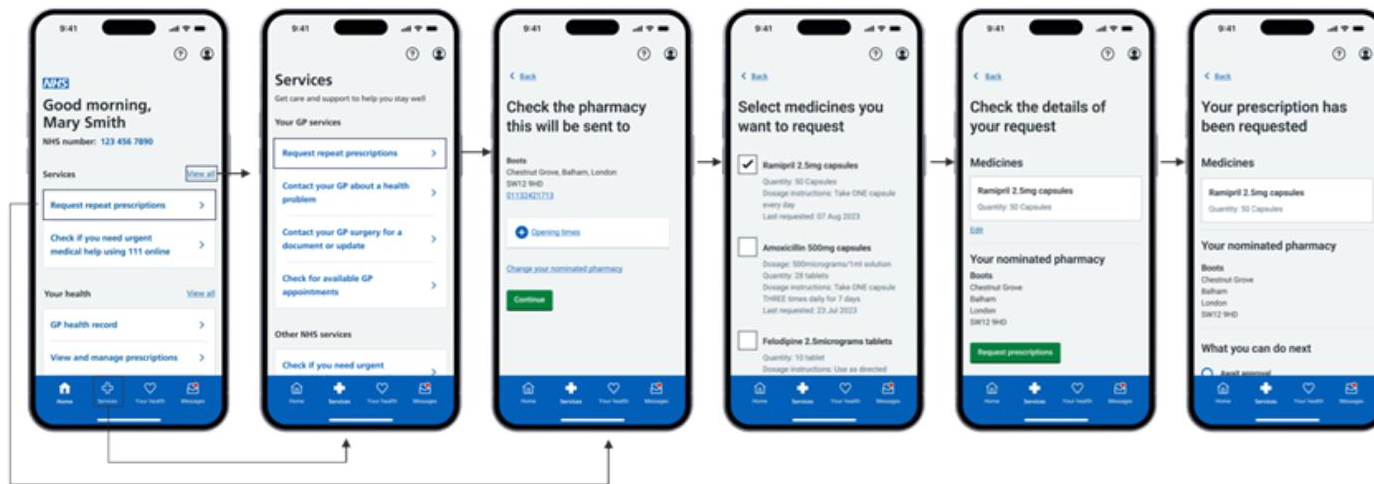 9:41
NHS
Good morning,
Mary Smith
NHS number: 123 456 7890
Services
View all
Request repeat prescriptions
Check if you need urgent
medical help using 111 online
Your health
View all
GP health record
View and manage prescriptions
Home
Services
Your health
Messages
9:41
Services
Get care and support to help you stay well
Your GP services
Request repeat prescriptions
Contact your GP about a health
problem
Contact your GP surgery for a
document or update
Check for available GP
appointments
Other NHS services
Check if you need urgent
Home
Services
Your health
Messages
9:41
Back
Check the pharmacy
this will be sent to
Boots
Chestnut Grove, Balham, London
SW12 9HD
01132421713
Opening times
Change your nominated pharmacy
Continue
Home
Services
Your health
Messages
9:41
Back
Select medicines you
want to request
Ramipril 2.5mg capsules
Quantity: 50 Capsules
Dosage instructions: Take ONE capsule
every day
Last requested: 07 Aug 2023
Amoxicillin 500mg capsules
Dosage: 500micrograms/1ml solution
Quantity: 28 tablets
Dosage instructions: Take ONE capsule
THREE times daily for 7 days
Last requested: 23 Jul 2023
Felodipine 2.5micrograms tablets
Quantity: 10 tablet
Dosage instructions: Use as directed
Home
Services
Your health
Messages
9:41
Back
Check the details of
your request
Medicines
Ramipril 2.5mg capsules
Quantity: 50 Capsules
Edit
Your nominated pharmacy
Boots
Chestnut Grove
Balham
London
SW12 9HD
Request prescriptions
Home
Services
Your health
Messages
9:41
Back
Your prescription has
been requested
Medicines
Ramipril 2.5mg capsules
Quantity: 50 Capsules
Your nominated pharmacy
Boots
Chestnut Grove
Balham
London
SW12 9HD
What you can do next
Await approval
Home
Services
Your health
Messages